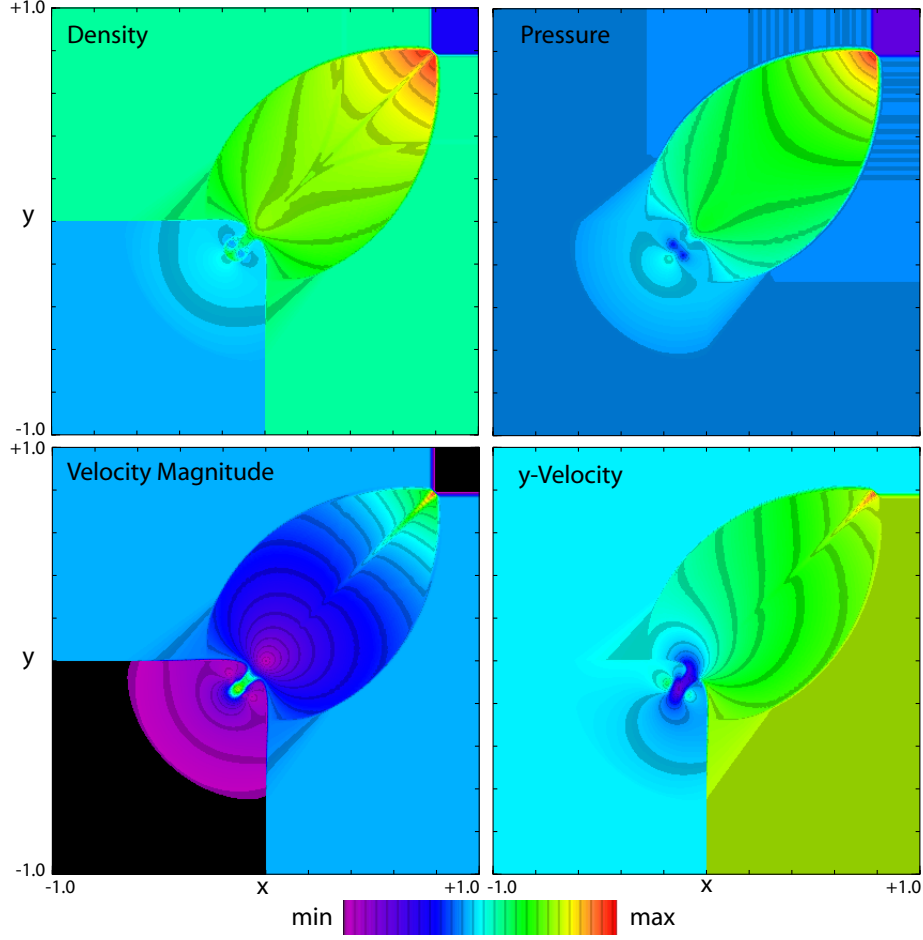 +1.0
Density
Pressure
y
-1.0
+1.0
Velocity Magnitude
y-Velocity
y
-1.0
-1.0
x
+1.0
-1.0
x
+1.0
min
max